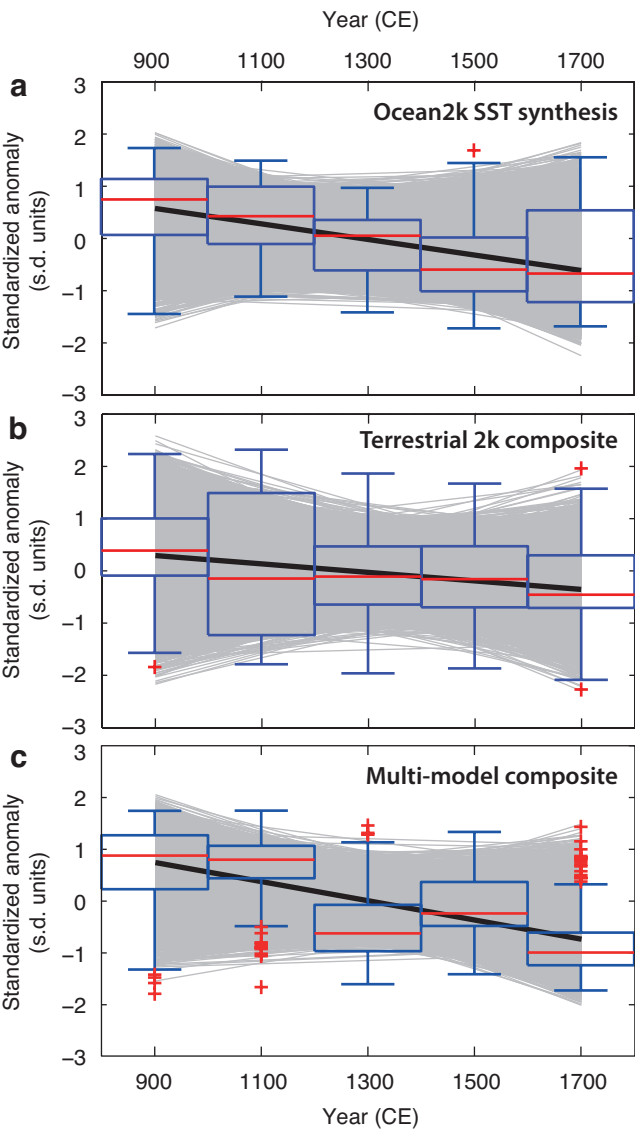 Year (CE)
900 1100 1300 1500 1700
a
Ocean2k SST synthesis
3
2
1
0
−1
−2
−3
Standardized anomaly
(s.d. units)
b
Terrestrial 2k composite
3
2
1
0
−1
−2
−3
Standardized anomaly
(s.d. units)
c
Multi-model composite
3
2
1
0
−1
−2
−3
Standardized anomaly
(s.d. units)
900 1100 1300 1500 1700
Year (CE)